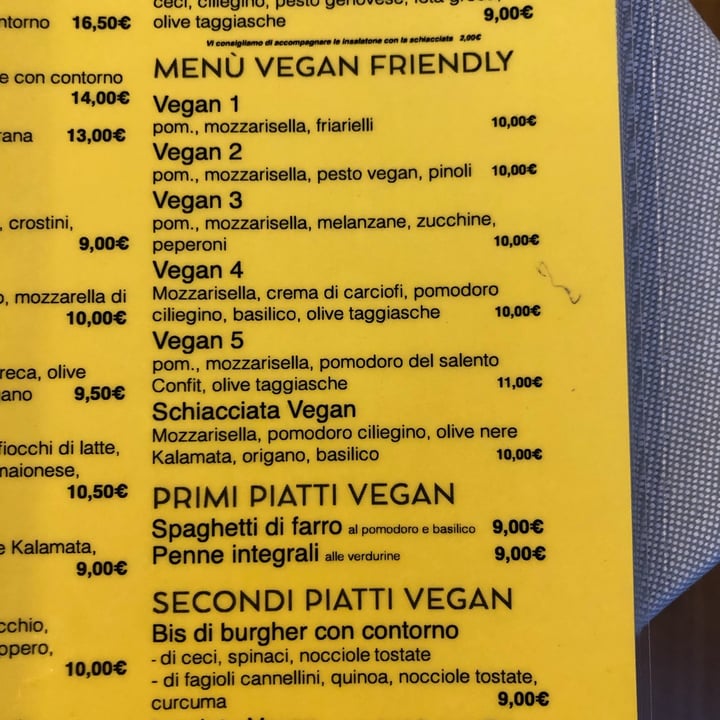 ntorno 16,50€
e con contorno
14,00€
rana 13,00€
, crostini,
9,00€
o, mozzarella di
10,00€
reca, olive
ano 9,50€
fiocchi di latte,
maionese,
10,50€
e Kalamata,
9,00€
cchio,
ppero,
10,00€
ceci, ciliegino, pesto genovese,
olive taggiasche 9,00€
Vi consigliamo di accompagnare le insalatone con la schiacciata 2,00€
MENÙ VEGAN FRIENDLY
Vegan 1
pom., mozzarisella, friarielli 10,00€
Vegan 2
pom., mozzarisella, pesto vegan, pinoli 10,00€
Vegan 3
pom., mozzarisella, melanzane, zucchine,
peperoni 10,00€
Vegan 4
Mozzarisella, crema di carciofi, pomodoro
ciliegino, basilico, olive taggiasche 10,00€
Vegan 5
pom., mozzarisella, pomodoro del salento
Confit, olive taggiasche 11,00€
Schiacciata Vegan
Mozzarisella, pomodoro ciliegino, olive nere
Kalamata, origano, basilico 10,00€
PRIMI PIATTI VEGAN
Spaghetti di farro al pomodoro e basilico 9,00€
Penne integrali alle verdurine 9,00€
SECONDI PIATTI VEGAN
Bis di burgher con contorno
- di ceci, spinaci, nocciole tostate
- di fagioli cannellini, quinoa, nocciole tostate,
curcuma 9,00€